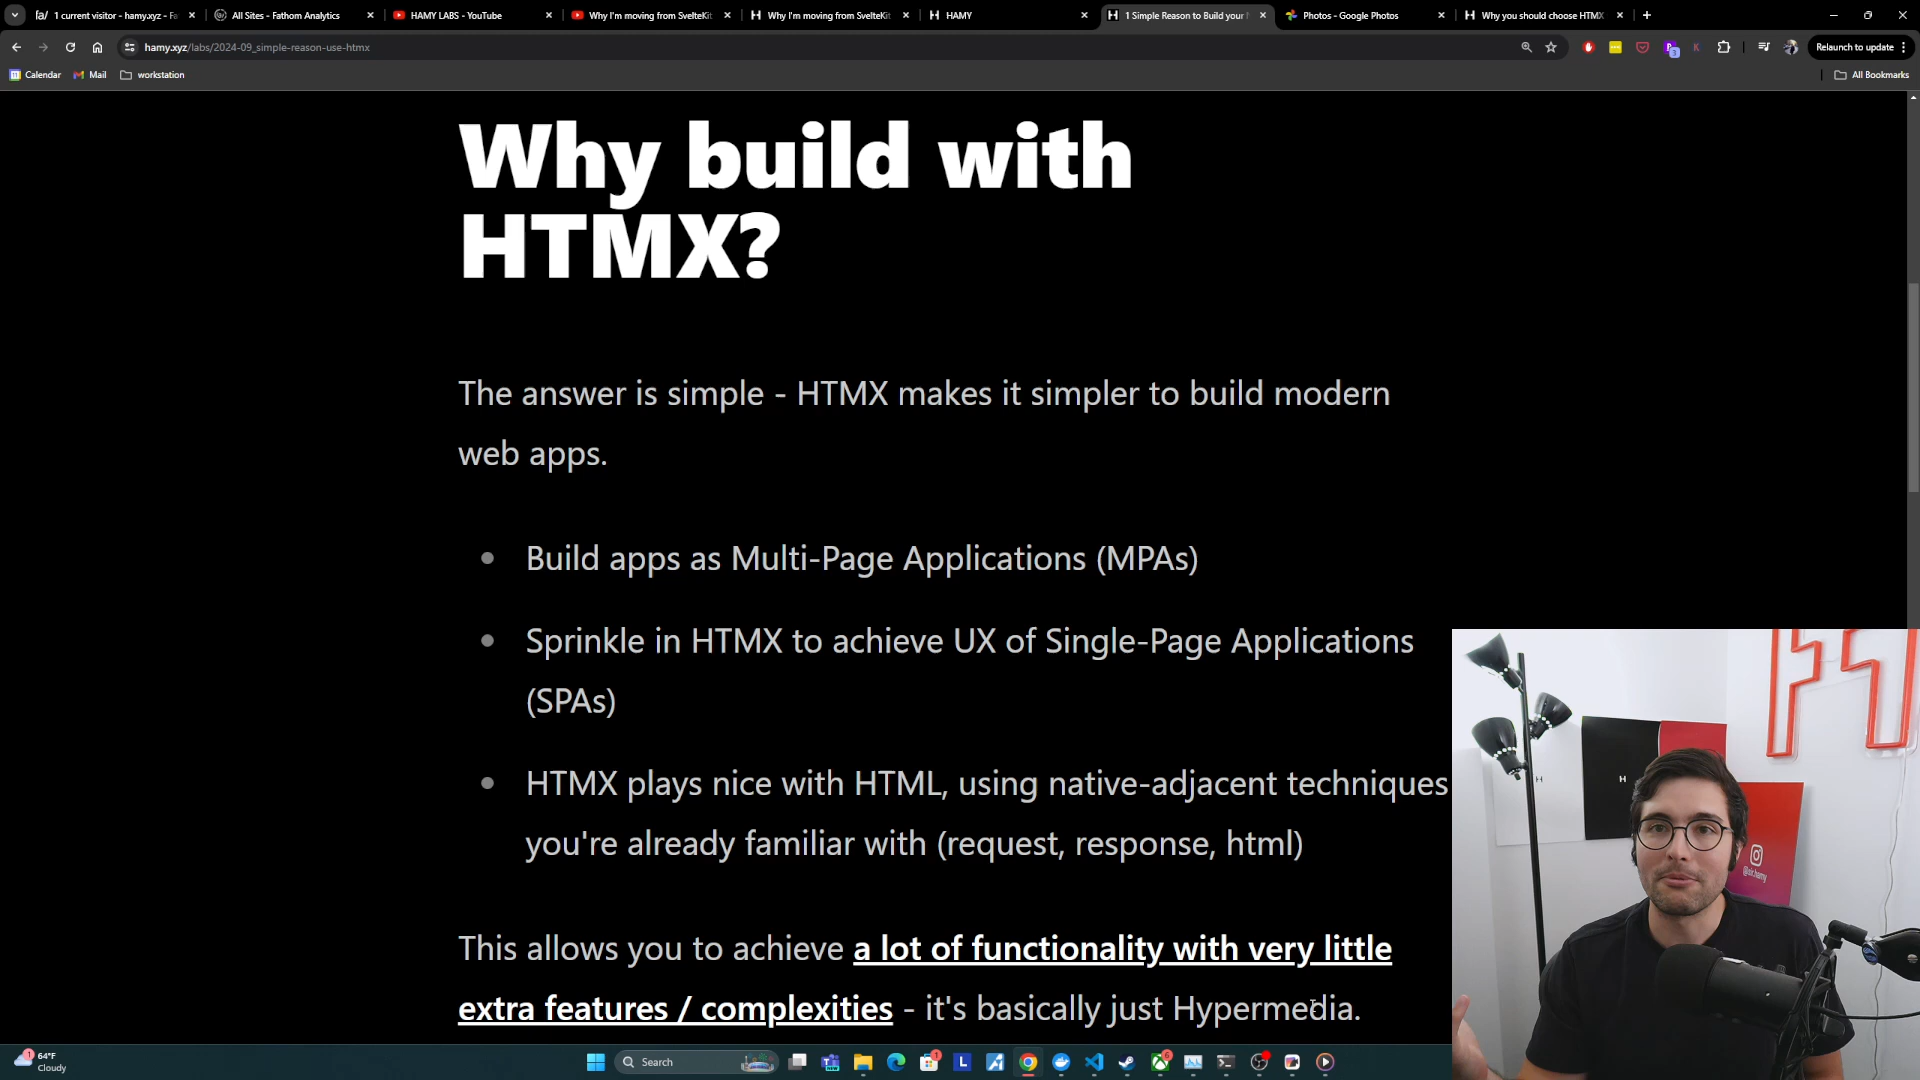 1 current visitor - hamy.xyz - Fa
All Sites - Fathom Analytics
HAMY LABS - YouTube
Why I'm moving from SvelteKit
Why I'm moving from SvelteKit
HAMY
1 Simple Reason to Build your
Photos - Google Photos
Why you should choose HTMX
hamy.xyz/labs/2024-09_simple-reason-use-htmx
Relaunch to update
Calendar
Mail
workstation
All Bookmarks
Why build with
HTMX?
The answer is simple - HTMX makes it simpler to build modern
web apps.
Build apps as Multi-Page Applications (MPAs)
Sprinkle in HTMX to achieve UX of Single-Page Applications
(SPAs)
HTMX plays nice with HTML, using native-adjacent techniques
you're already familiar with (request, response, html)
This allows you to achieve a lot of functionality with very little
extra features / complexities - it's basically just Hypermedia.
@sir.hamy
64°F
Cloudy
Search